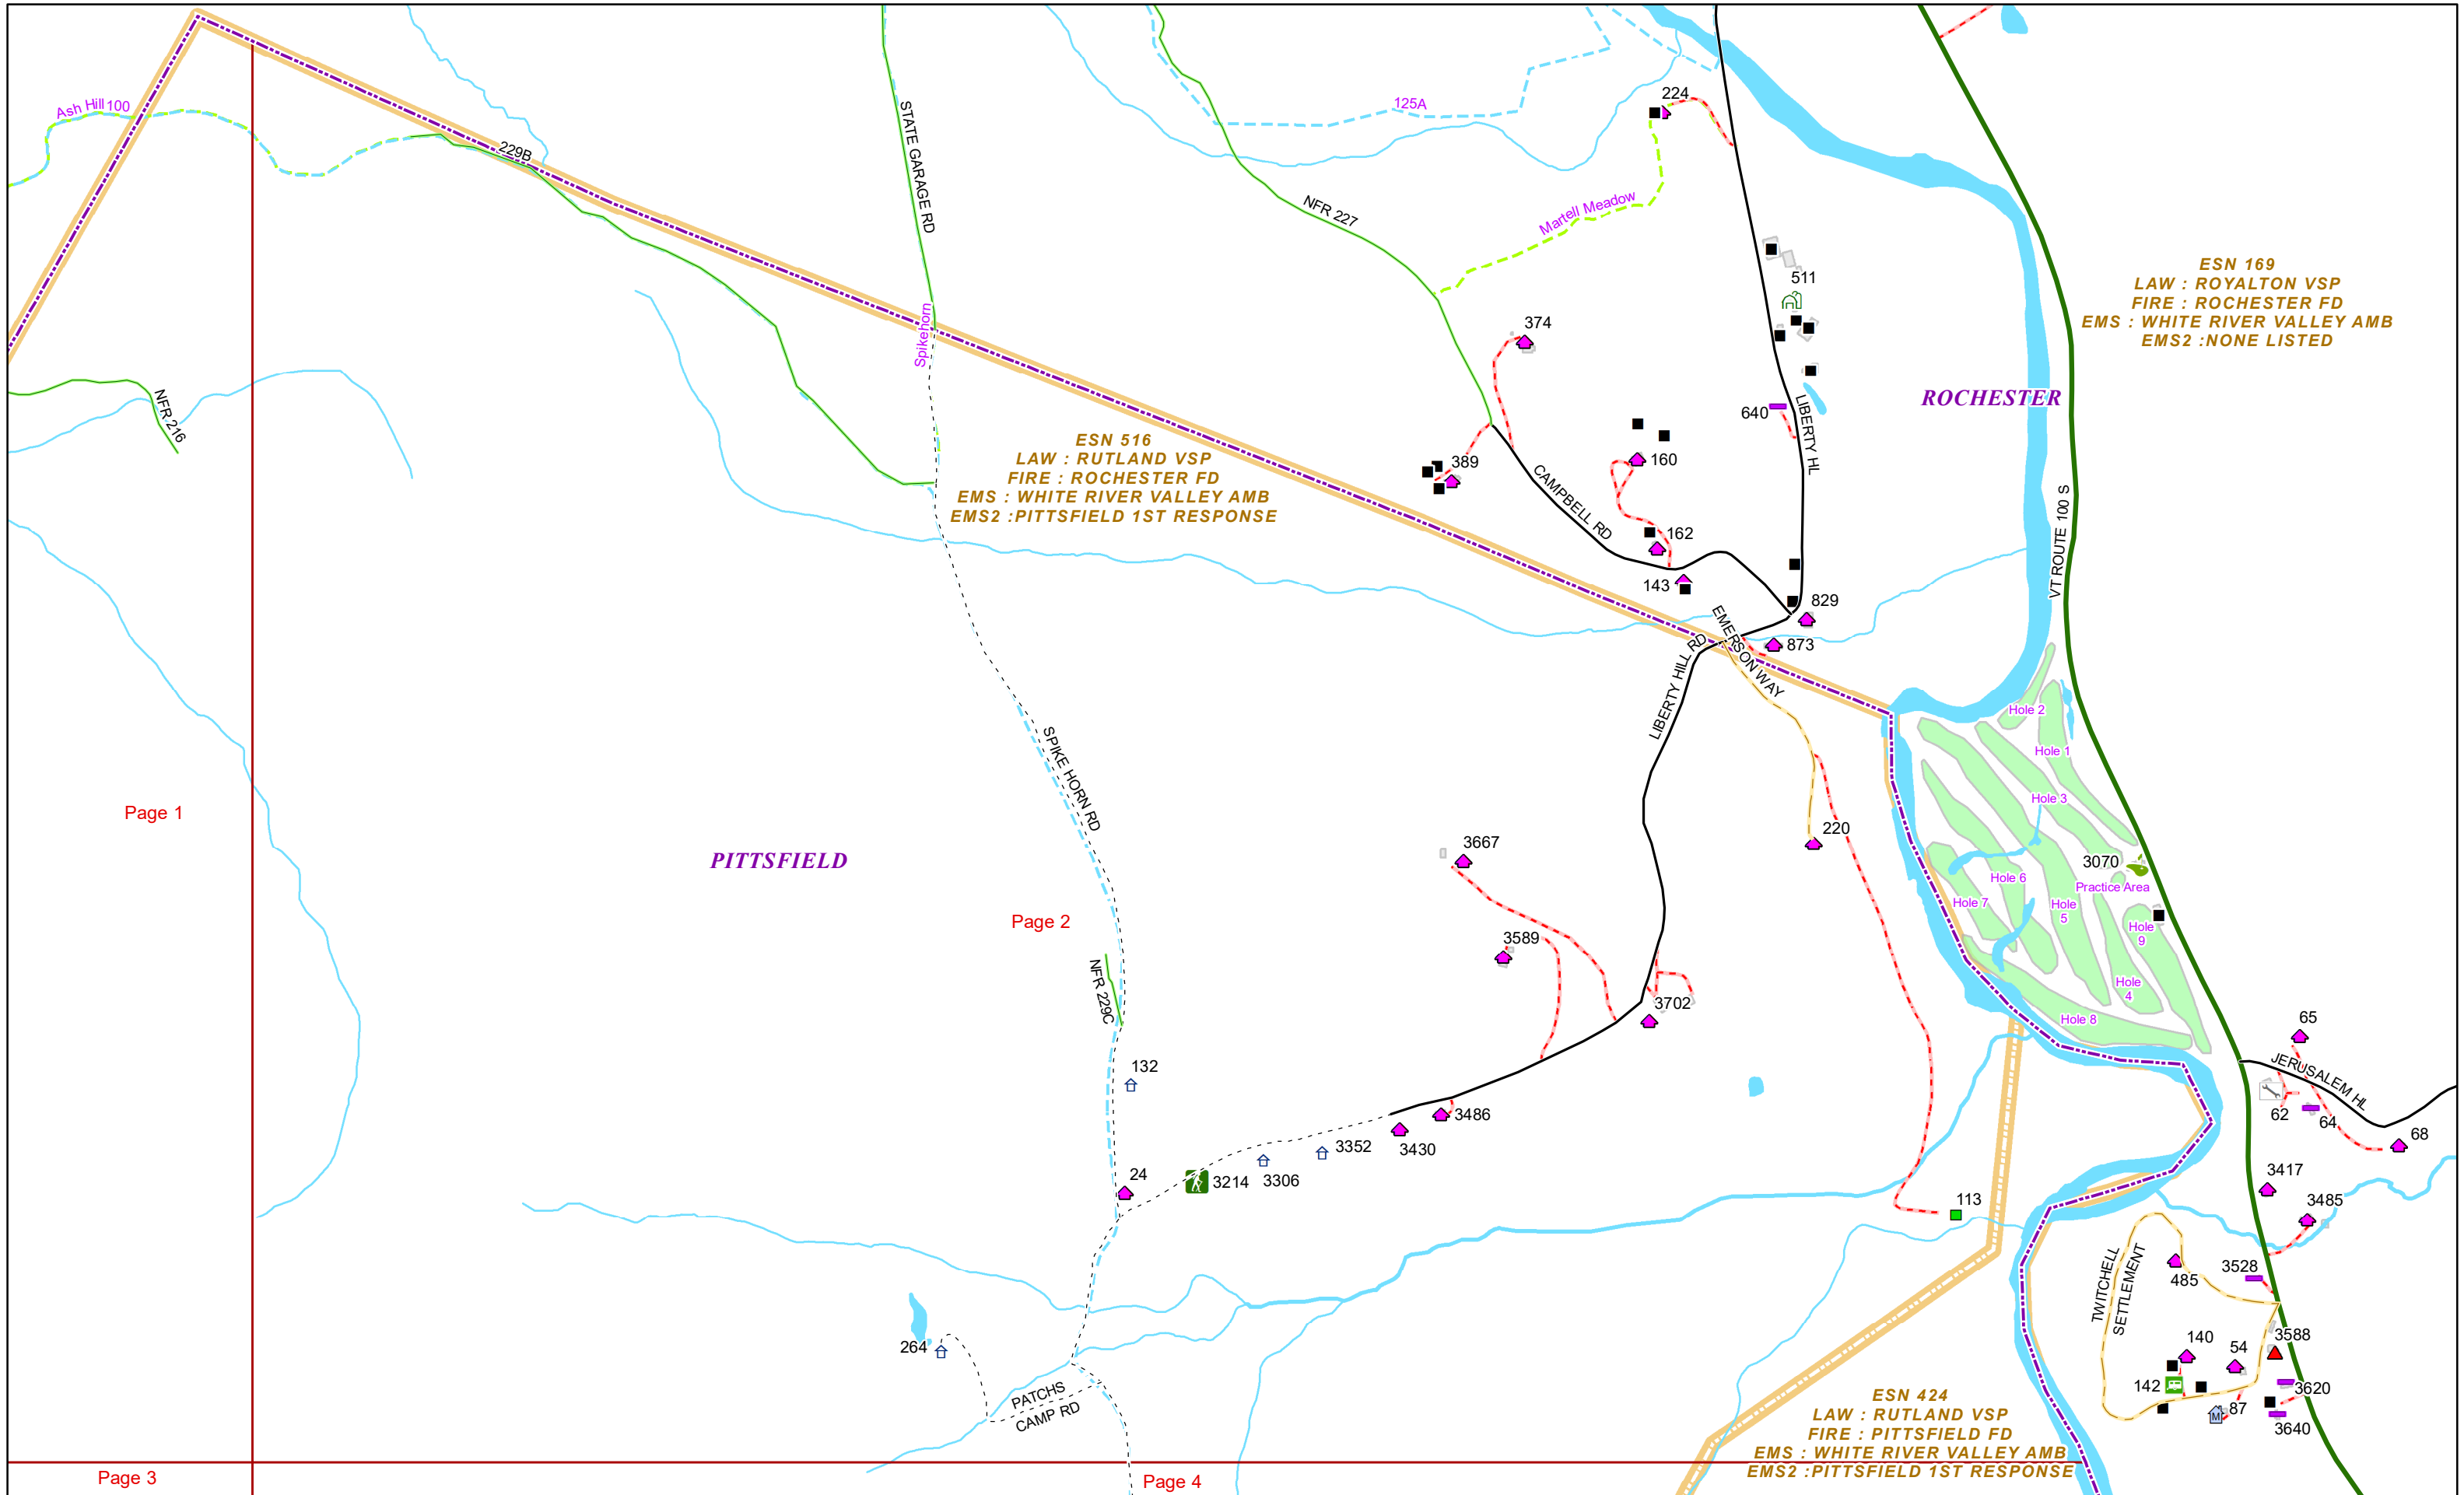 Ash Hill 100
229B
STATE GARAGE RD
125A
224
NFR 227
Martell Meadow
511
ESN 169
LAW : ROYALTON VSP
FIRE : ROCHESTER FD
EMS : WHITE RIVER VALLEY AMB
EMS2 :NONE LISTED
Spikehorn
374
ROCHESTER
NFR 216
640
LIBERTY HL
ESN 516
LAW : RUTLAND VSP
FIRE : ROCHESTER FD
EMS : WHITE RIVER VALLEY AMB
EMS2 :PITTSFIELD 1ST RESPONSE
389
160
CAMPBELL RD
162
VT ROUTE 100 S
143
829
873
EMERSON WAY
LIBERTY HILL RD
Hole 2
Hole 1
Hole 3
SPIKE HORN RD
Page 1
220
PITTSFIELD
3667
3070
Hole 6
Practice Area
Hole 7
Hole
5
Page 2
Hole
9
3589
NFR 229C
Hole
4
3702
Hole 8
65
JERUSALEM HL
132
62
64
3486
68
3430
3352
3306
3214
24
3417
113
3485
TWITCHELL
SETTLEMENT
485
3528
264
140
54
3588
142
87
3620
3640
PATCHS
CAMP RD
ESN 424
LAW : RUTLAND VSP
FIRE : PITTSFIELD FD
EMS : WHITE RIVER VALLEY AMB
EMS2 :PITTSFIELD 1ST RESPONSE
M
Page 3
Page 4